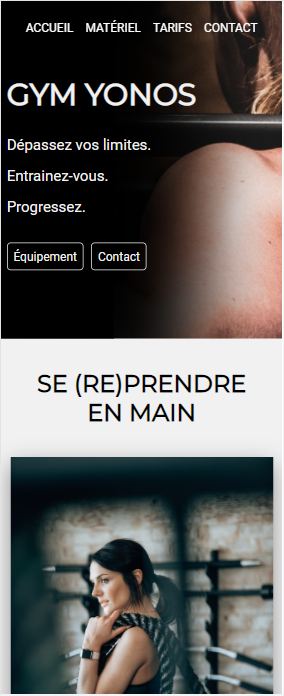 ACCUEIL MATÉRIEL TARIFS CONTACT
GYM YONOS
Dépassez vos limites.
Entrainez-vous.
Progressez.
Équipement Contact
SE (RE)PRENDRE
EN MAIN